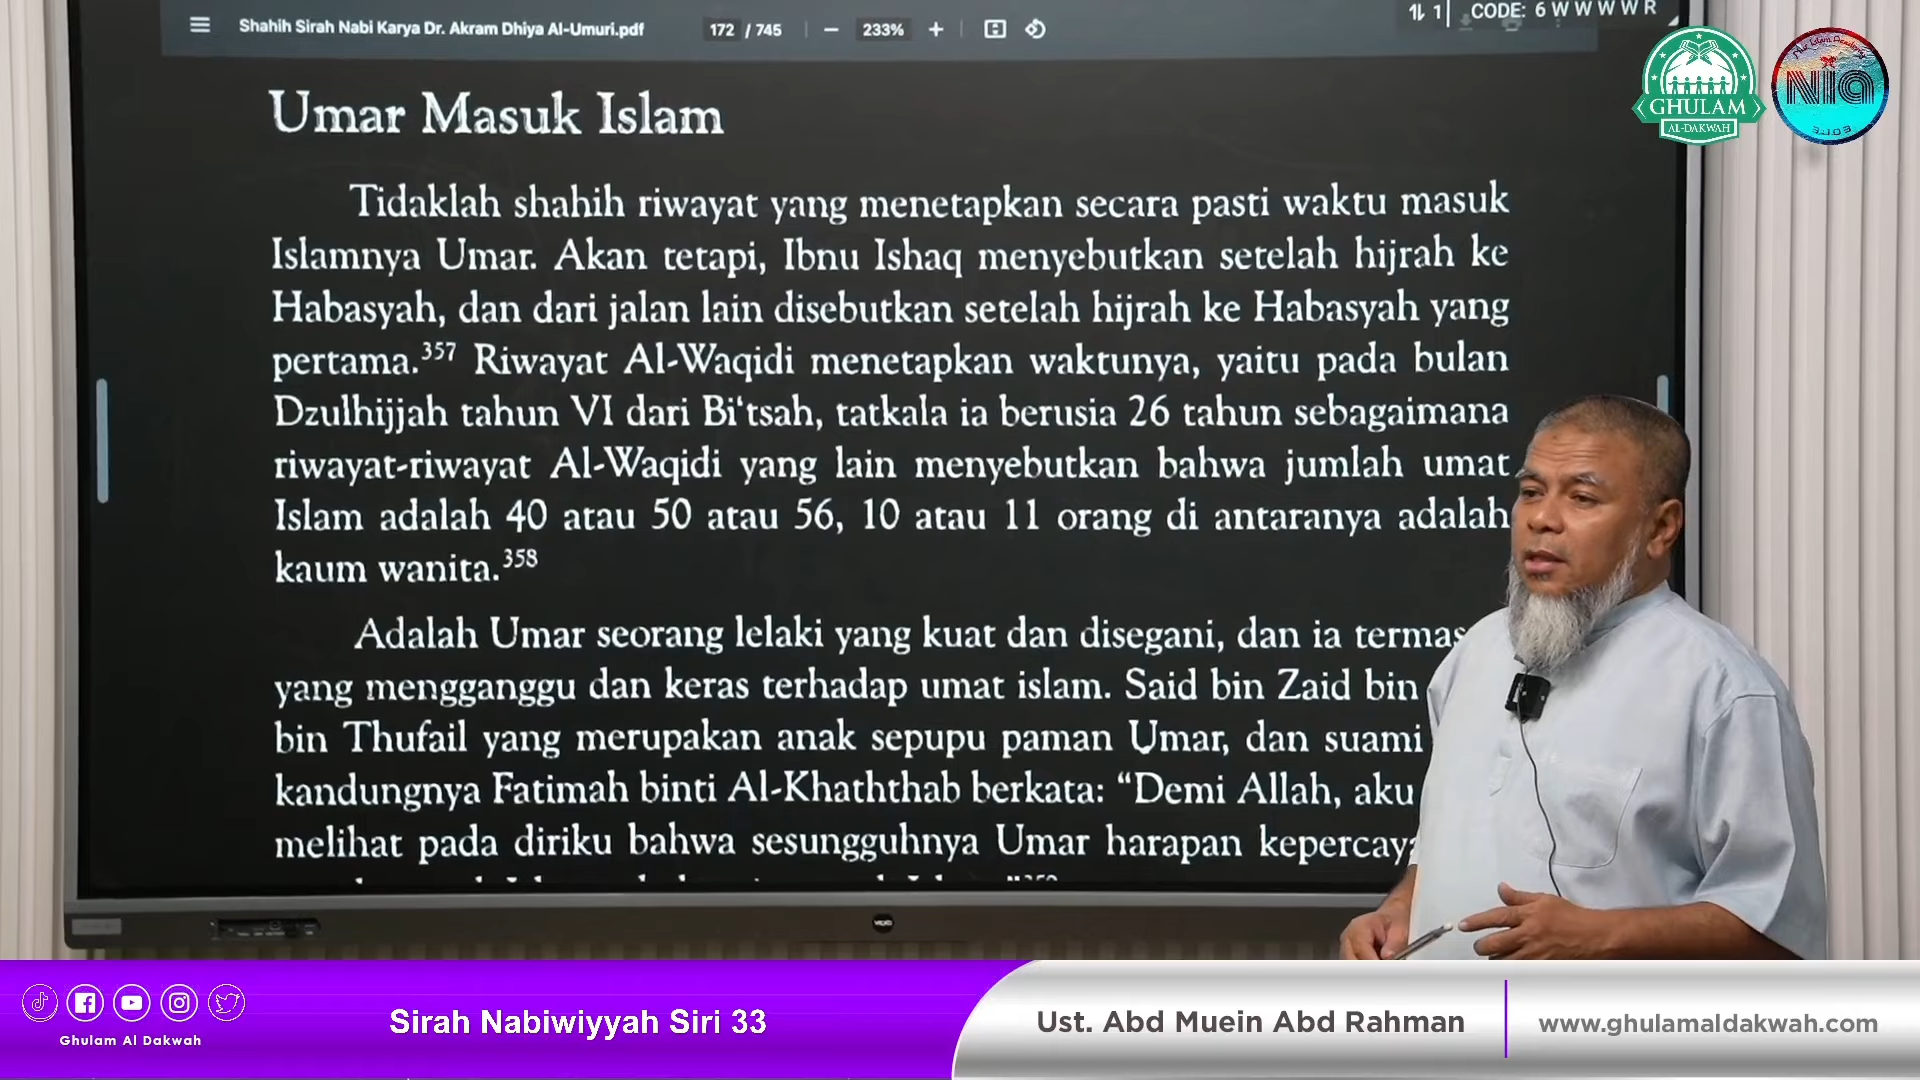 Shahih Sirah Nabi Karya Dr. Akram Dhiya Al-Umuri.pdf 172 / 745 233%
1 CODE: 6 W W W W R
GHULAM
AL-DAKWAH
Nur Islam Academy
NIA
Umar Masuk Islam
Tidaklah shahih riwayat yang menetapkan secara pasti waktu masuk
Islamnya Umar. Akan tetapi, Ibnu Ishaq menyebutkan setelah hijrah ke
Habasyah, dan dari jalan lain disebutkan setelah hijrah ke Habasyah yang
pertama.³⁵⁷ Riwayat Al-Waqidi menetapkan waktunya, yaitu pada bulan
Dzulhijjah tahun VI dari Bi‘tsah, tatkala ia berusia 26 tahun sebagaimana
riwayat-riwayat Al-Waqidi yang lain menyebutkan bahwa jumlah umat
Islam adalah 40 atau 50 atau 56, 10 atau 11 orang di antaranya adalah
kaum wanita.³⁵⁸
Adalah Umar seorang lelaki yang kuat dan disegani, dan ia termas
yang mengganggu dan keras terhadap umat islam. Said bin Zaid bin
bin Thufail yang merupakan anak sepupu paman Umar, dan suami
kandungnya Fatimah binti Al-Khaththab berkata: “Demi Allah, aku
melihat pada diriku bahwa sesungguhnya Umar harapan kepercay
Ghulam Al Dakwah
Sirah Nabiwiyyah Siri 33
Ust. Abd Muein Abd Rahman
www.ghulamaldakwah.com